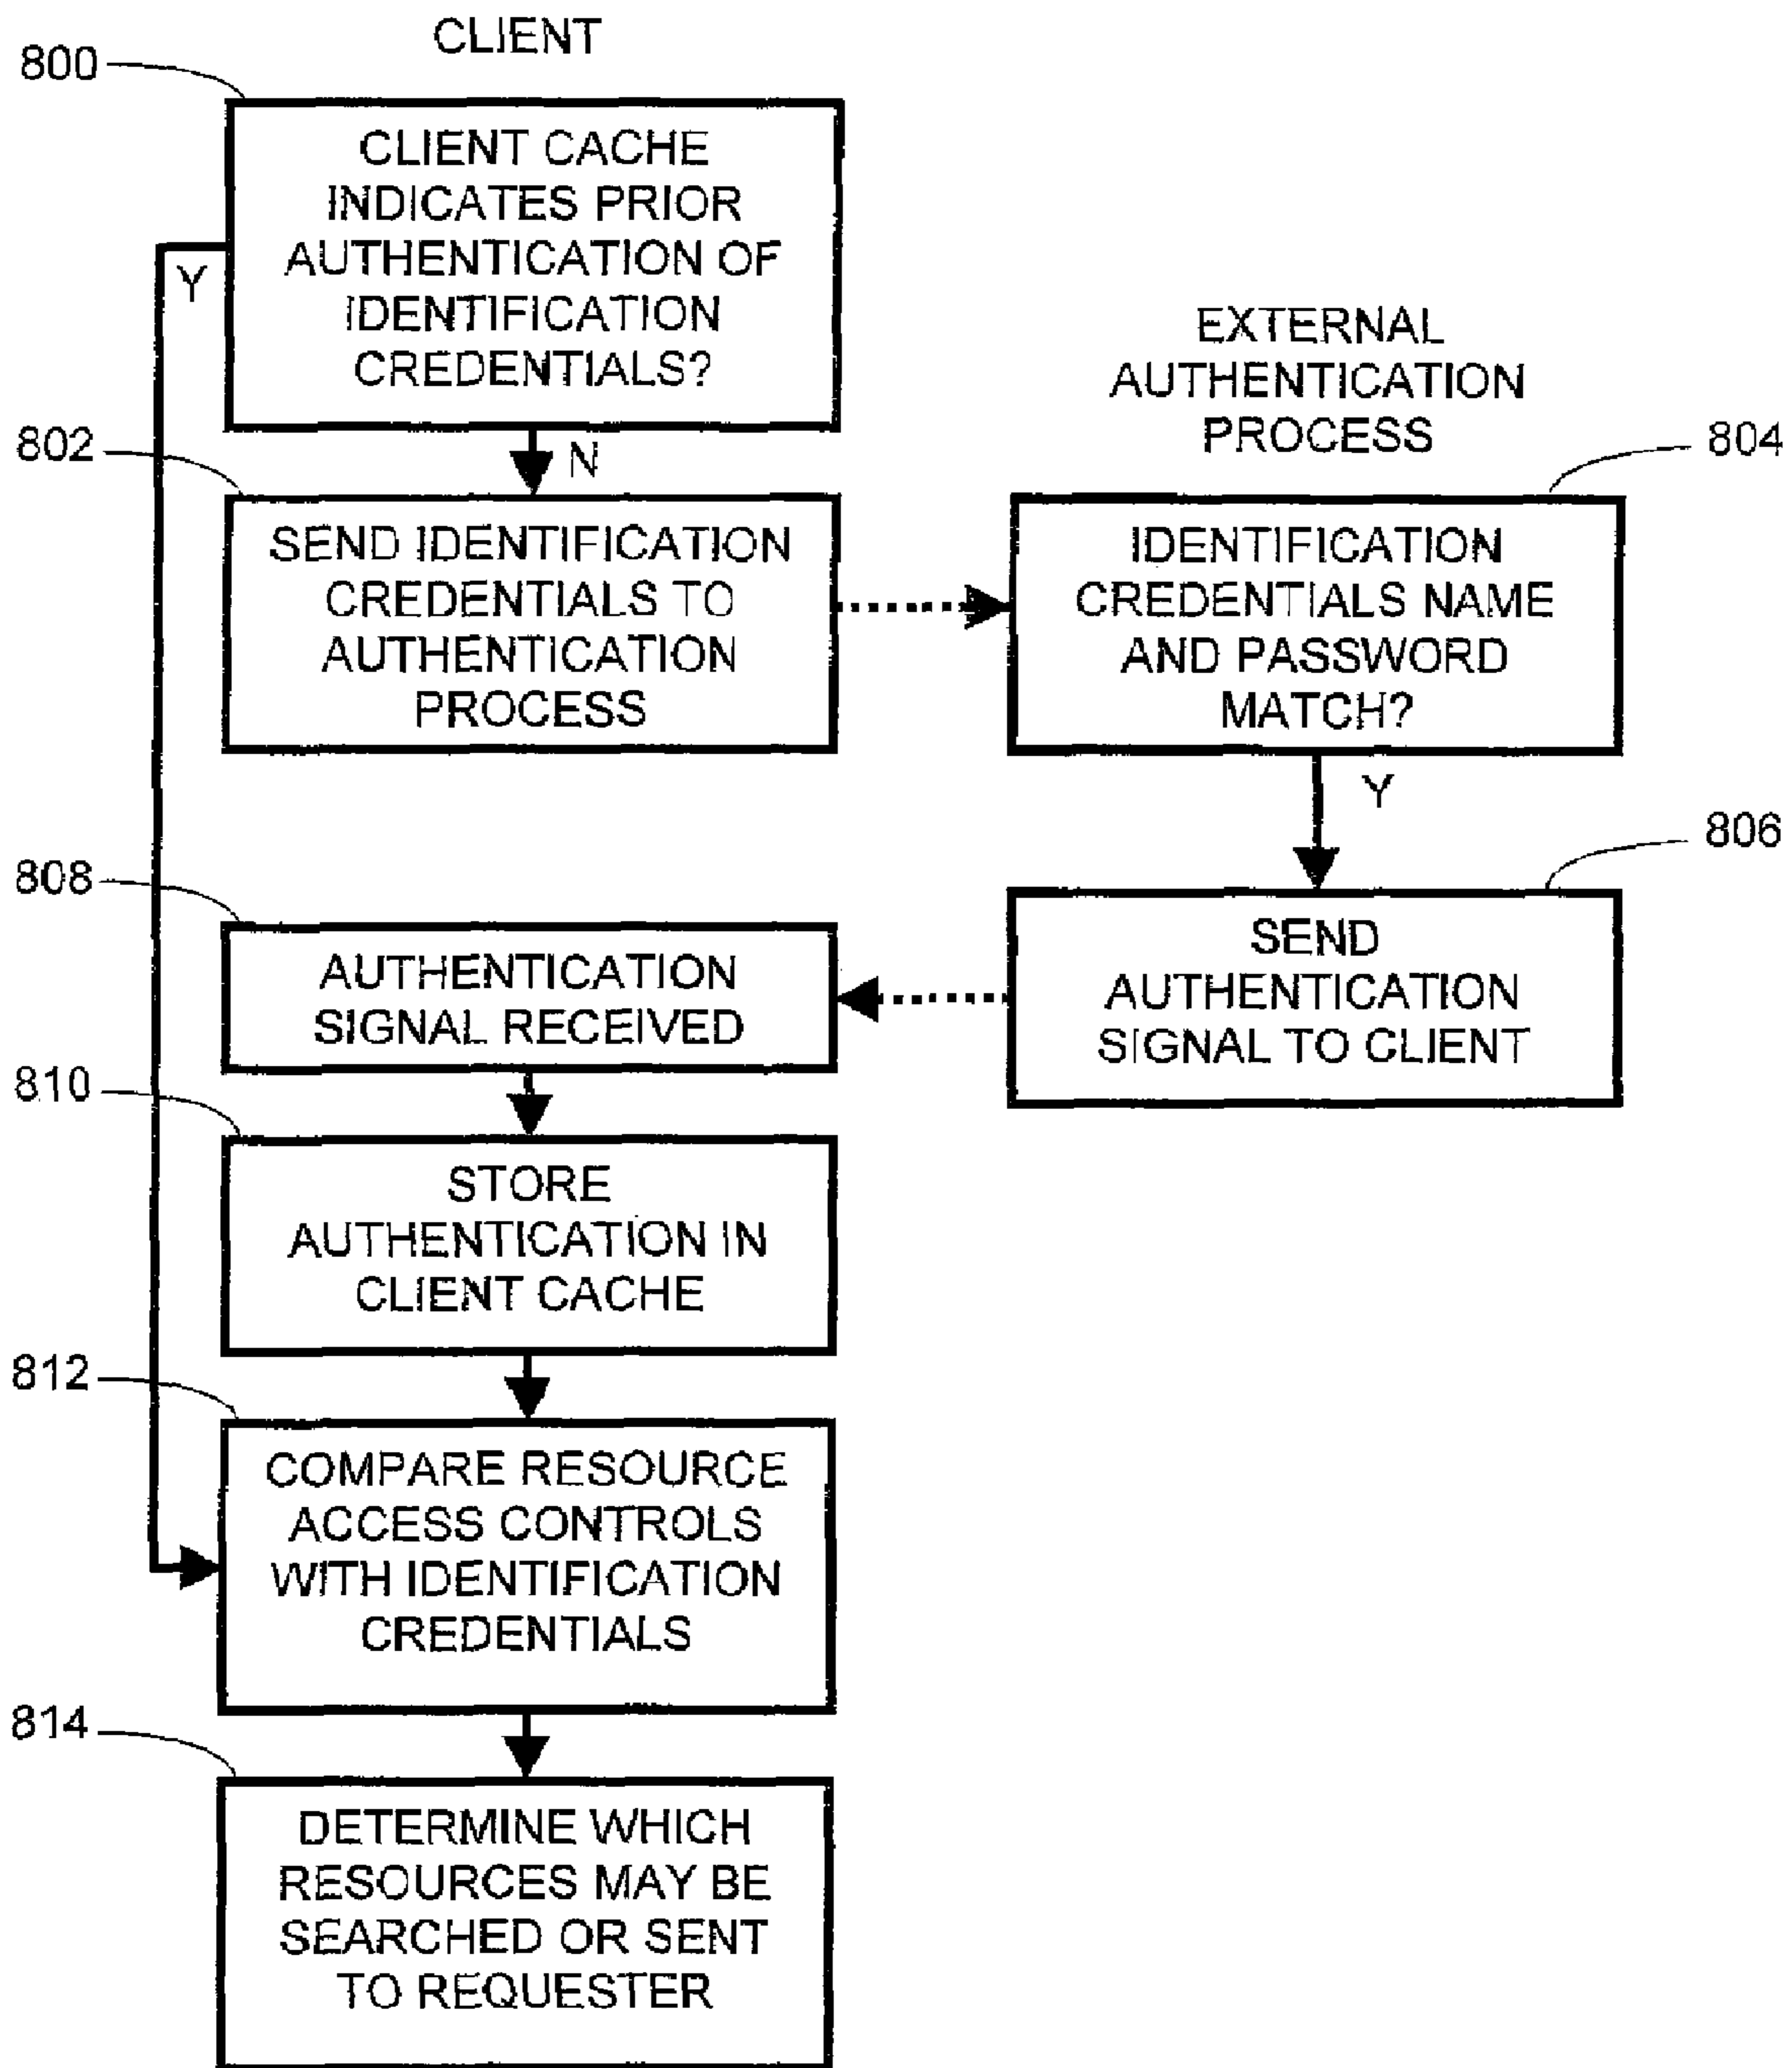 CLIENT
800
CLIENT CACHE
INDICATES PRIOR
AUTHENTICATION OF
IDENTIFICATION
CREDENTIALS?
Y
N
EXTERNAL
AUTHENTICATION
PROCESS
802
SEND IDENTIFICATION
CREDENTIALS TO
AUTHENTICATION
PROCESS
804
IDENTIFICATION
CREDENTIALS NAME
AND PASSWORD
MATCH?
Y
806
SEND
AUTHENTICATION
SIGNAL TO CLIENT
808
AUTHENTICATION
SIGNAL RECEIVED
810
STORE
AUTHENTICATION IN
CLIENT CACHE
812
COMPARE RESOURCE
ACCESS CONTROLS
WITH IDENTIFICATION
CREDENTIALS
814
DETERMINE WHICH
RESOURCES MAY BE
SEARCHED OR SENT
TO REQUESTER